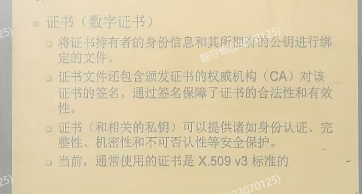 证书（数字证书）
将证书持有者的身份信息和其所拥有的公钥进行绑
定的文件。
证书文件还包含颁发证书的权威机构（CA）对该
证书的签名。通过签名保障了证书的合法性和有效
性。
证书（和相关的私钥）可以提供诸如身份认证、完
整性、机密性和不可否认性等安全保护。
当前，通常使用的证书是 X.509 v3 标准的